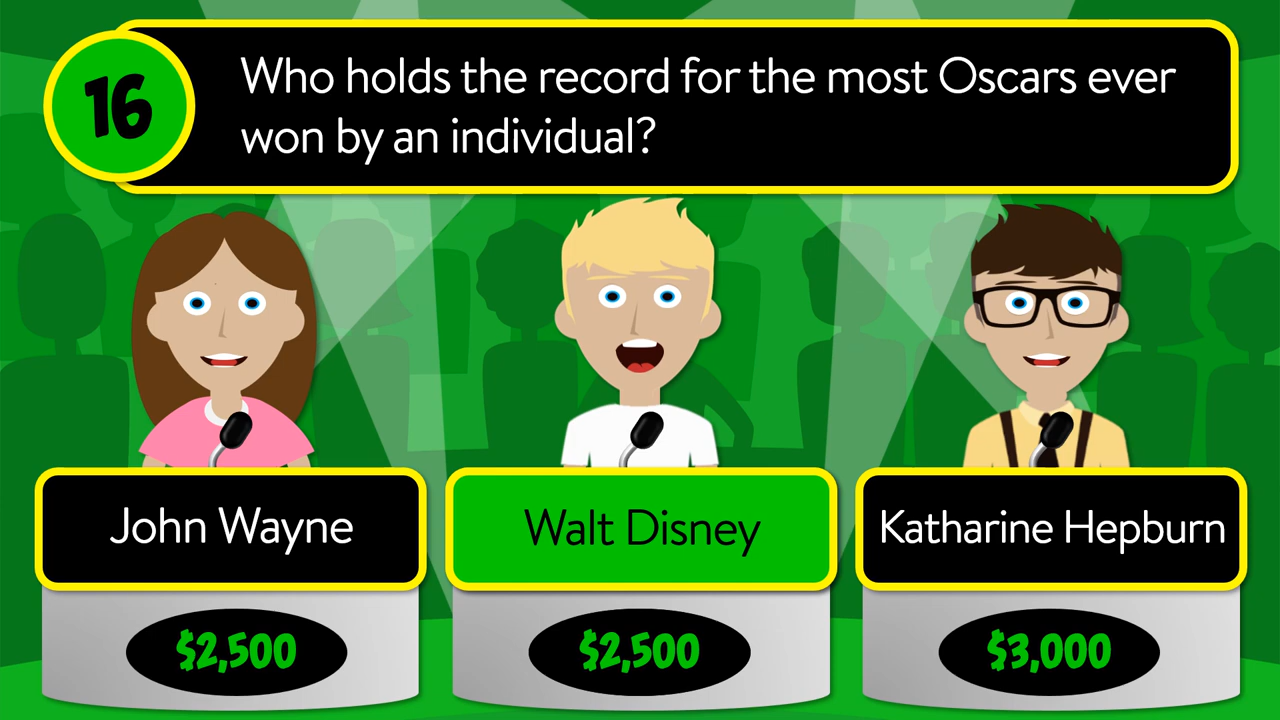 16
Who holds the record for the most Oscars ever
won by an individual?
John Wayne
Walt Disney
Katharine Hepburn
$2,500
$2,500
$3,000